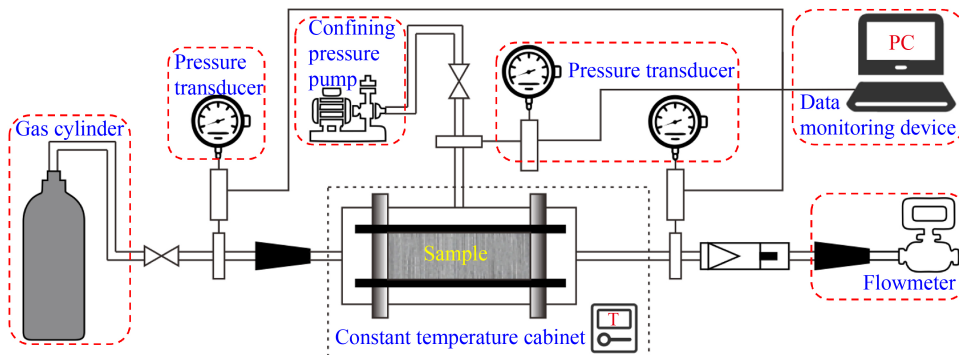 Confining
pressure
pump
Pressure
transducer
Pressure transducer
PC
Data
monitoring device
Gas cylinder
Sample
Flowmeter
Constant temperature cabinet
T